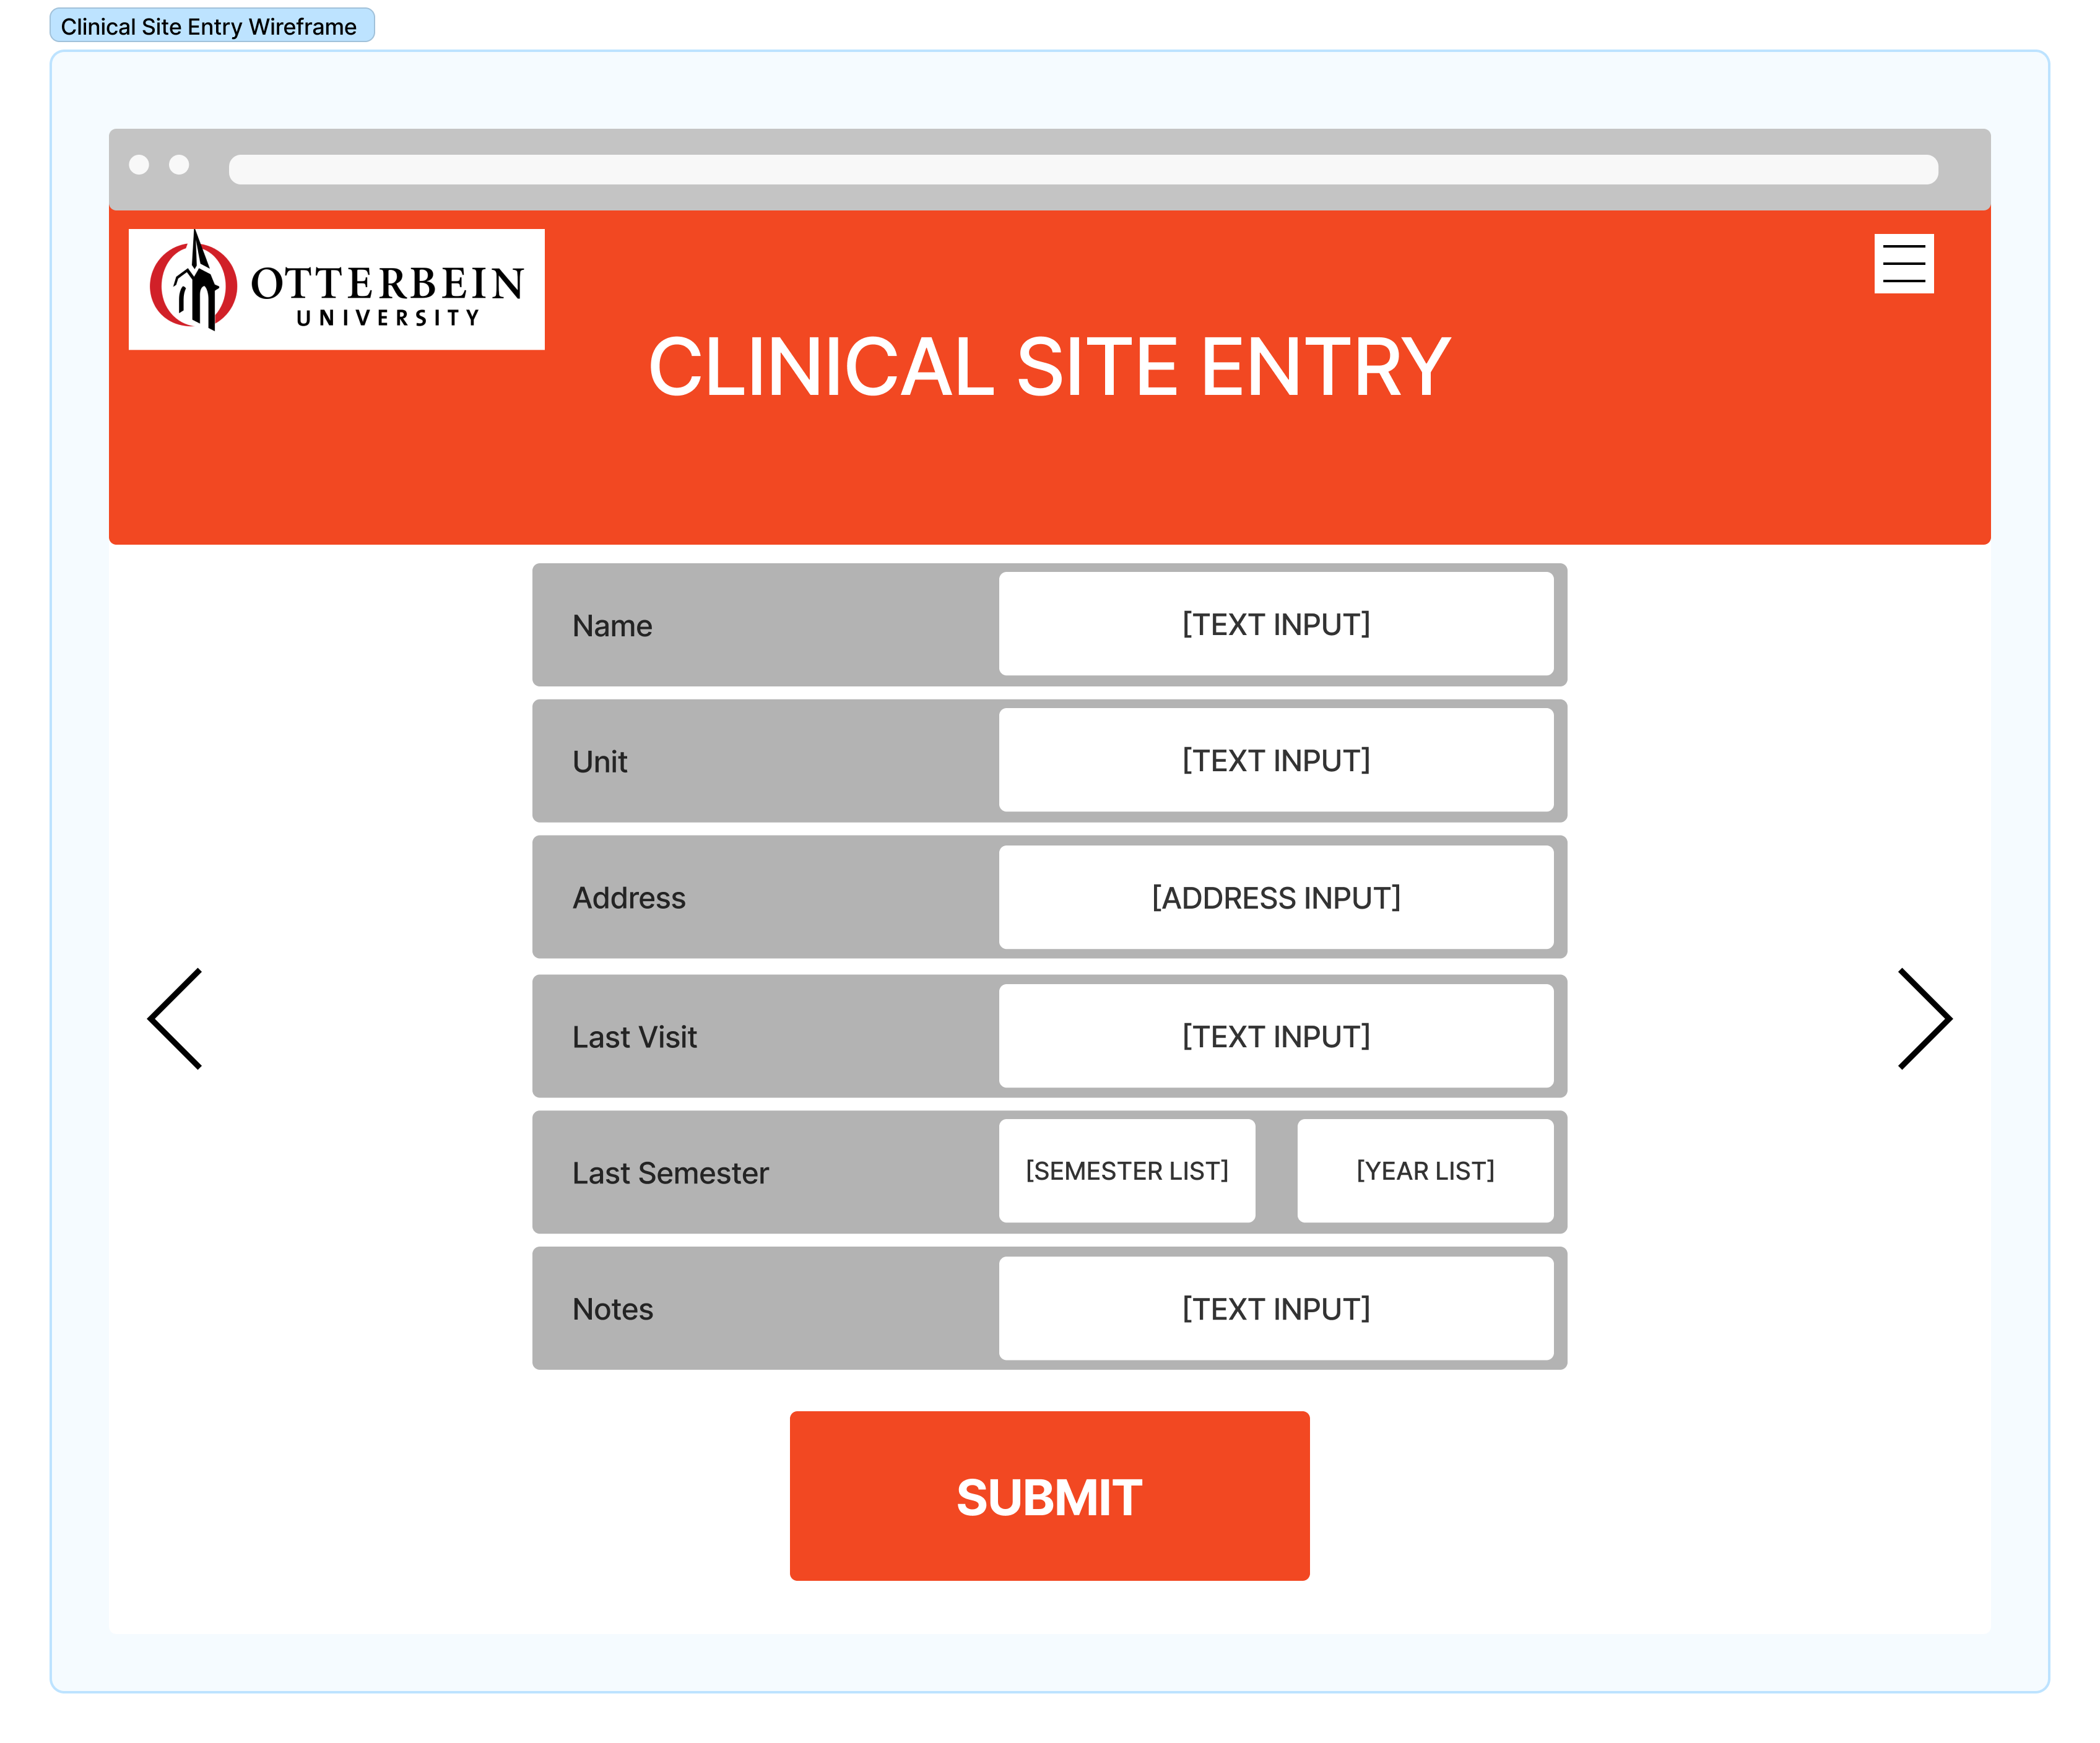 Clinical Site Entry Wireframe
OTTERBEIN
UNIVERSITY
CLINICAL SITE ENTRY
Name
[TEXT INPUT]
Unit
[TEXT INPUT]
Address
[ADDRESS INPUT]
Last Visit
[TEXT INPUT]
Last Semester
[SEMESTER LIST]
[YEAR LIST]
Notes
[TEXT INPUT]
SUBMIT